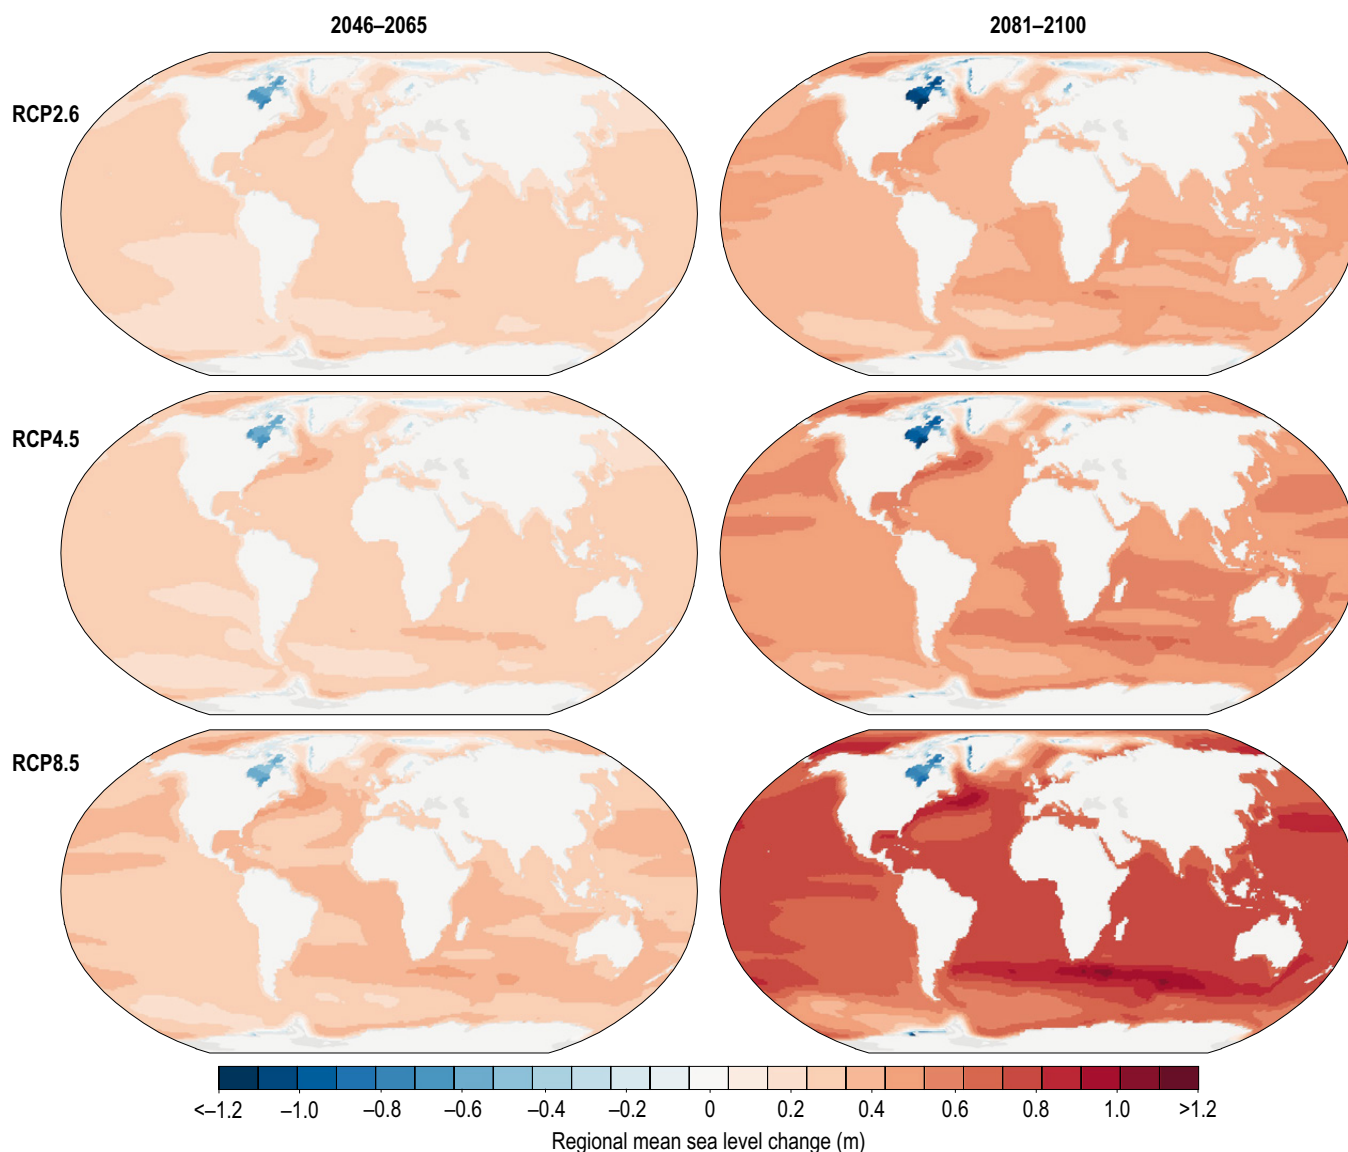 2046–2065
2081–2100
RCP2.6
RCP4.5
RCP8.5
<–1.2 –1.0 –0.8 –0.6 –0.4 –0.2 0 0.2 0.4 0.6 0.8 1.0 >1.2
Regional mean sea level change (m)